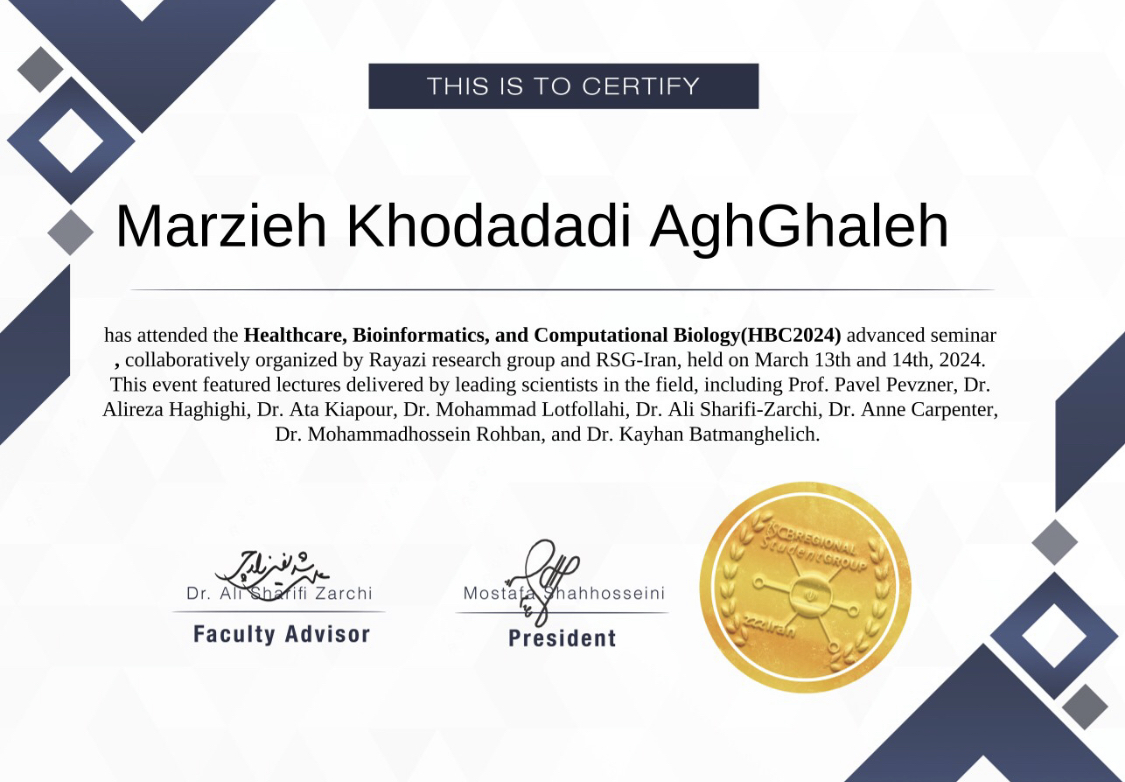 THIS IS TO CERTIFY
Marzieh Khodadadi AghGhaleh
has attended the Healthcare, Bioinformatics, and Computational Biology(HBC2024) advanced seminar
, collaboratively organized by Rayazi research group and RSG-Iran, held on March 13th and 14th, 2024.
This event featured lectures delivered by leading scientists in the field, including Prof. Pavel Pevzner, Dr.
Alireza Haghighi, Dr. Ata Kiapour, Dr. Mohammad Lotfollahi, Dr. Ali Sharifi-Zarchi, Dr. Anne Carpenter,
Dr. Mohammadhossein Rohban, and Dr. Kayhan Batmanghelich.
Dr. Ali Sharifi Zarchi
Faculty Advisor
Mostafa Shahhosseini
President
ISCBREGIONAL
StudentGROUP
Iran